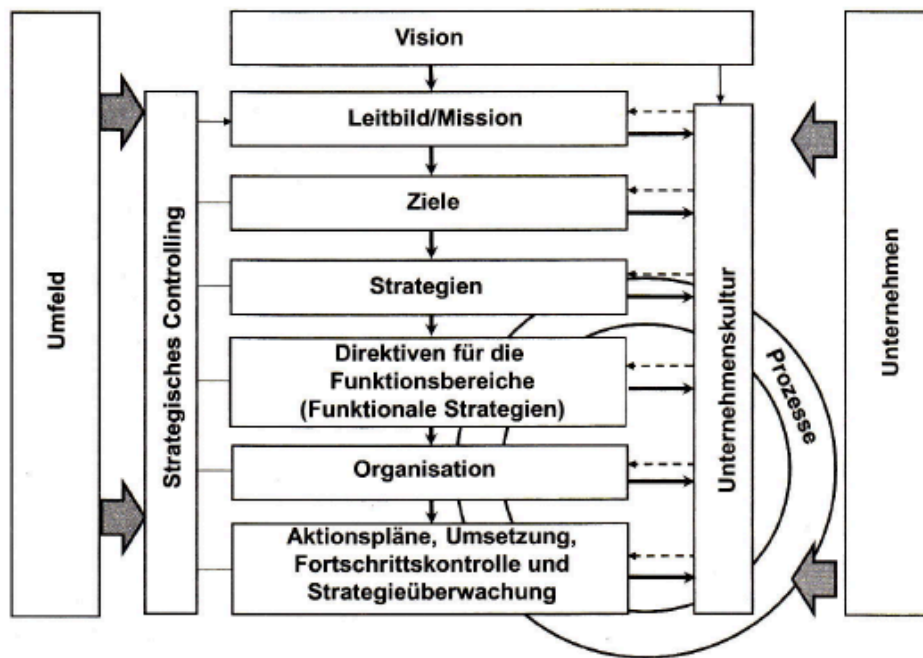 Vision
Leitbild/Mission
Ziele
Strategien
Direktiven für die
Funktionsbereiche
(Funktionale Strategien)
Organisation
Aktionspläne, Umsetzung,
Fortschrittskontrolle und
Strategieüberwachung
Umfeld
Strategisches Controlling
Unternehmenskultur
Prozesse
Unternehmen